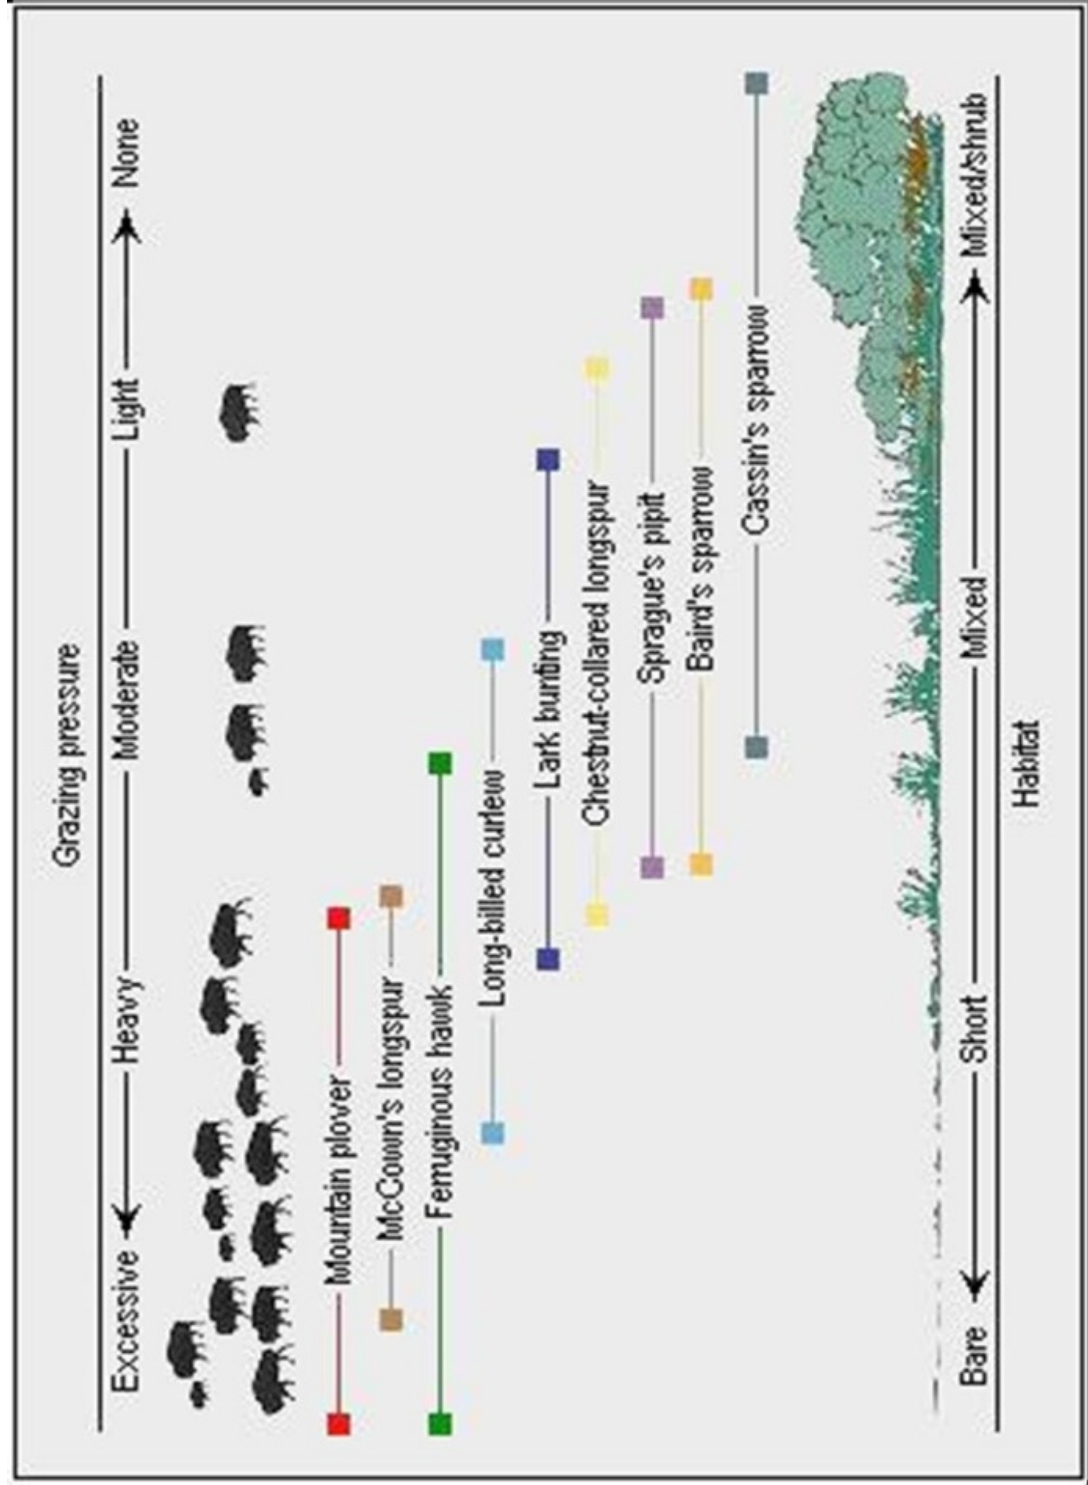 Grazing pressure
Excessive Heavy Moderate Light None
Mountain plover
McCown's longspur
Ferruginous hawk
Long-billed curlew
Lark bunting
Chestnut-collared longspur
Sprague's pipit
Baird's sparrow
Cassin's sparrow
Bare Short Mixed Mixed/shrub
Habitat